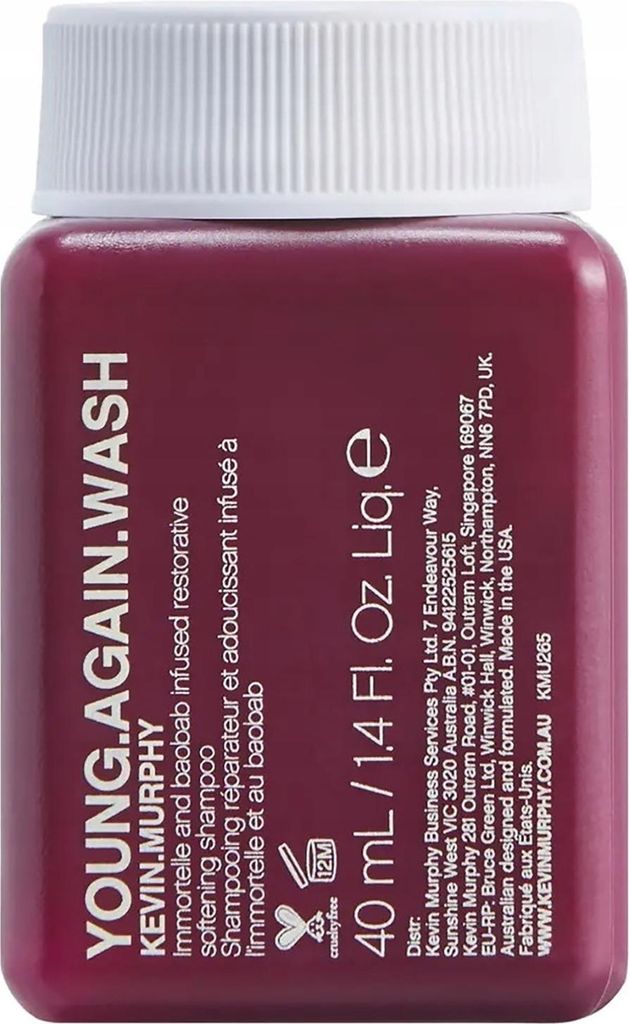 YOUNG.AGAIN.WASH
KEVIN.MURPHY
Immortelle and baobab infused restorative
softening shampoo
Shampooing réparateur et adoucissant infusé à
l'immortelle et au baobab
crueltyfree
12M
40 mL / 1.4 Fl. Oz. Liq. e
Distr:
Kevin Murphy Business Services Pty Ltd. 7 Endeavour Way,
Sunshine West VIC 3020 Australia A.B.N. 94122525615
Kevin Murphy 281 Outram Road, #01-01, Outram Loft, Singapore 169067
EU-RP: Bruce Green Ltd, Winwick Hall, Winwick, Northampton, NN6 7PD, UK.
Australian designed and formulated. Made in the USA.
Fabriqué aux États-Unis.
WWW.KEVINMURPHY.COM.AU KMU265